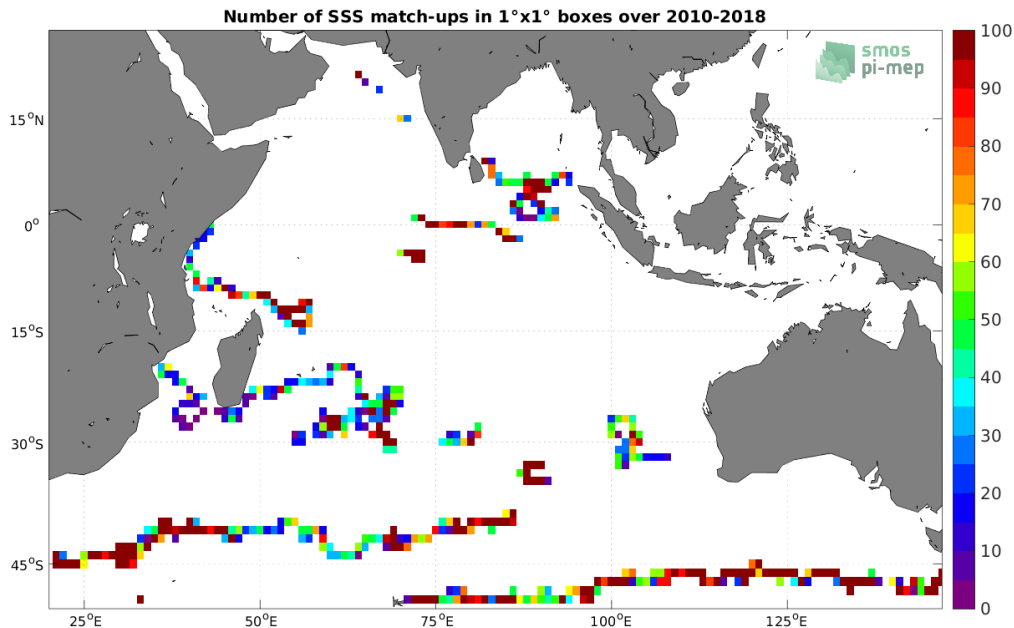 Number of SSS match-ups in 1°x1° boxes over 2010-2018
smos
pi-mep
15°N
0°
15°S
30°S
45°S
25°E
50°E
75°E
100°E
125°E
100
90
80
70
60
50
40
30
20
10
0